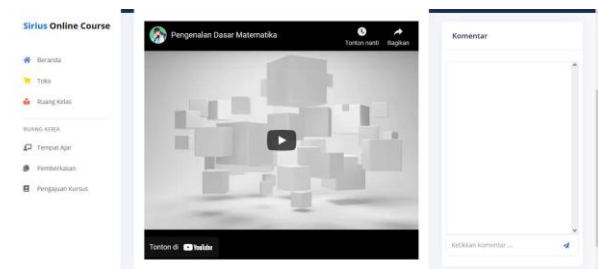 Sirius Online Course
Beranda
Toko
Ruang Kelas
RUANG KERJA
Tempat Ajar
Pemberkasan
Pengajuan Kursus
Pengenalan Dasar Matematika
Tonton nanti
Bagikan
Tonton di YouTube
Komentar
Ketikkan komentar ...